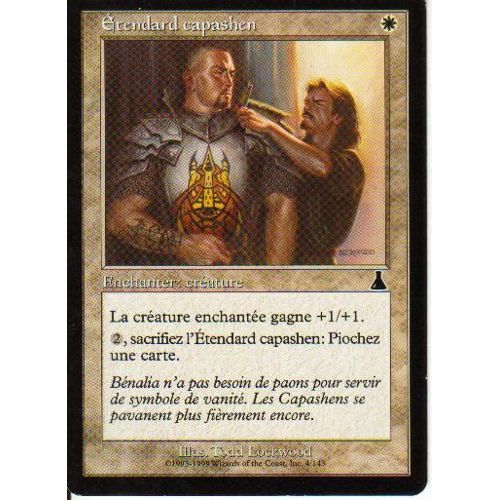 Étendard capashen
Enchanter : créature
La créature enchantée gagne +1/+1.
2, sacrifiez l'Étendard capashen: Piochez
une carte.
Bénalia n'a pas besoin de paons pour servir
de symbole de vanité. Les Capashens se
pavanent plus fièrement encore.
Illus. Todd Lockwood
©1993-1999 Wizards of the Coast, Inc. 4/143